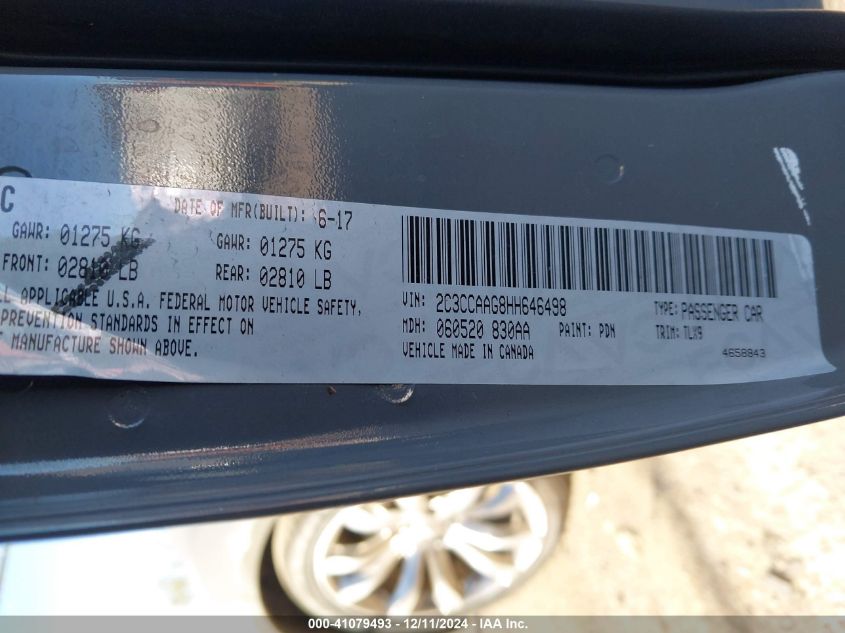 C
DATE OF MFR(BUILT): 6-17
GAWR: 01275 KG GAWR: 01275 KG
FRONT: 02810 LB REAR: 02810 LB
APPLICABLE U.S.A. FEDERAL MOTOR VEHICLE SAFETY,
PREVENTION STANDARDS IN EFFECT ON
MANUFACTURE SHOWN ABOVE.
VIN: 2C3CCAAG8HH646498 TYPE: PASSENGER CAR
MDH: 060520 830AA PAINT: PDN TRIM: TLX9
VEHICLE MADE IN CANADA 4658843
000-41079493 - 12/11/2024 - IAA Inc.